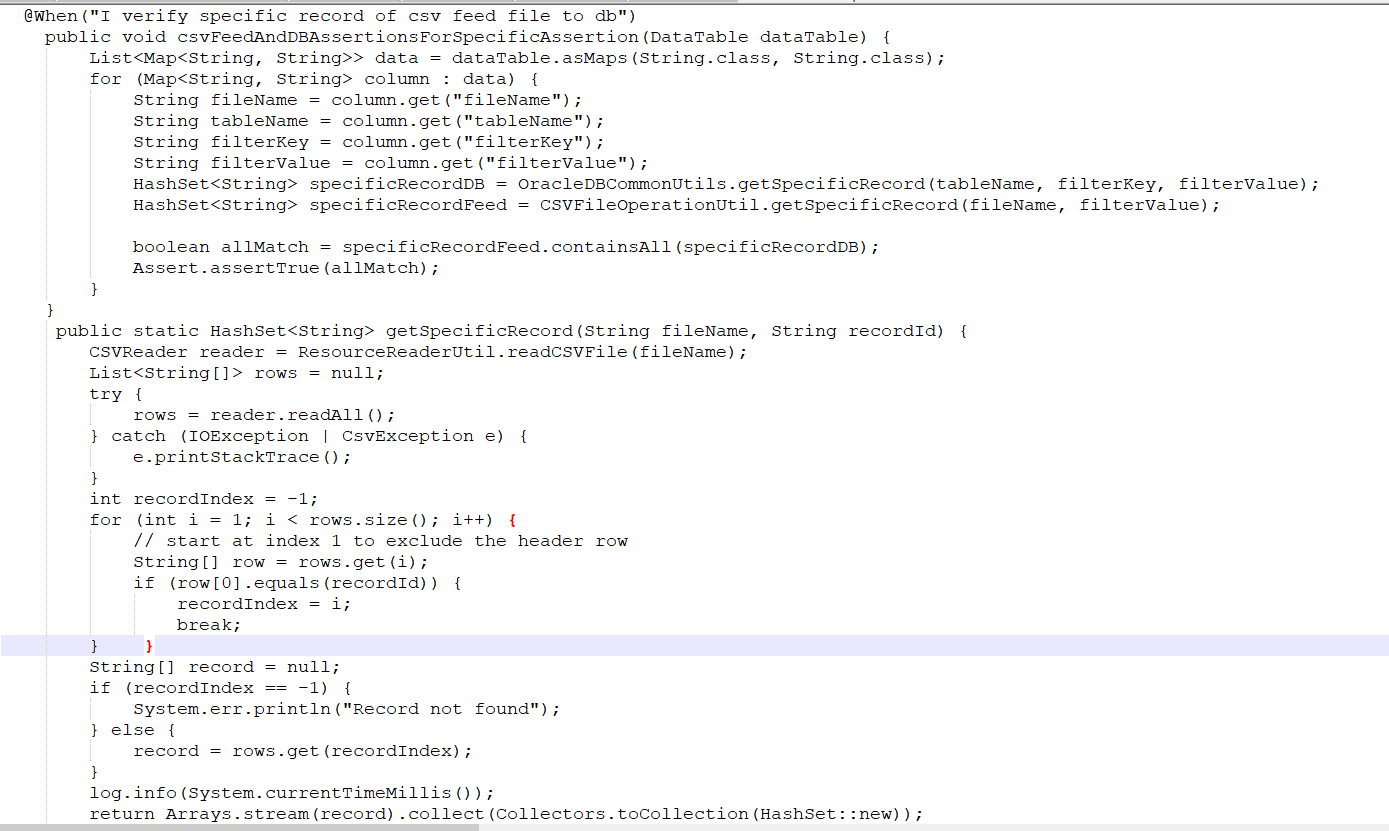 @When("I verify specific record of csv feed file to db")
public void csvFeedAndDBAssertionsForSpecificAssertion(DataTable dataTable) {
List<Map<String, String>> data = dataTable.asMaps(String.class, String.class);
for (Map<String, String> column : data) {
String fileName = column.get("fileName");
String tableName = column.get("tableName");
String filterKey = column.get("filterKey");
String filterValue = column.get("filterValue");
HashSet<String> specificRecordDB = OracleDBCommonUtils.getSpecificRecord(tableName, filterKey, filterValue);
HashSet<String> specificRecordFeed = CSVFileOperationUtil.getSpecificRecord(fileName, filterValue);
boolean allMatch = specificRecordFeed.containsAll(specificRecordDB);
Assert.assertTrue(allMatch);
}
}
public static HashSet<String> getSpecificRecord(String fileName, String recordId) {
CSVReader reader = ResourceReaderUtil.readCSVFile(fileName);
List<String[]> rows = null;
try {
rows = reader.readAll();
} catch (IOException | CsvException e) {
e.printStackTrace();
}
int recordIndex = -1;
for (int i = 1; i < rows.size(); i++) {
// start at index 1 to exclude the header row
String[] row = rows.get(i);
if (row[0].equals(recordId)) {
recordIndex = i;
break;
} }
String[] record = null;
if (recordIndex == -1) {
System.err.println("Record not found");
} else {
record = rows.get(recordIndex);
}
log.info(System.currentTimeMillis());
return Arrays.stream(record).collect(Collectors.toCollection(HashSet::new));